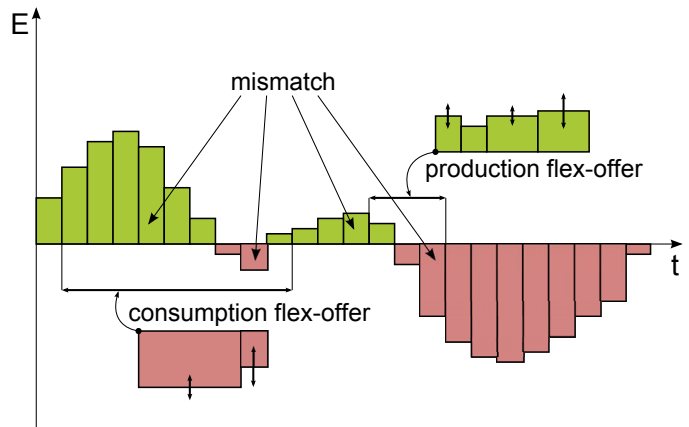 E
mismatch
production flex-offer
t
consumption flex-offer